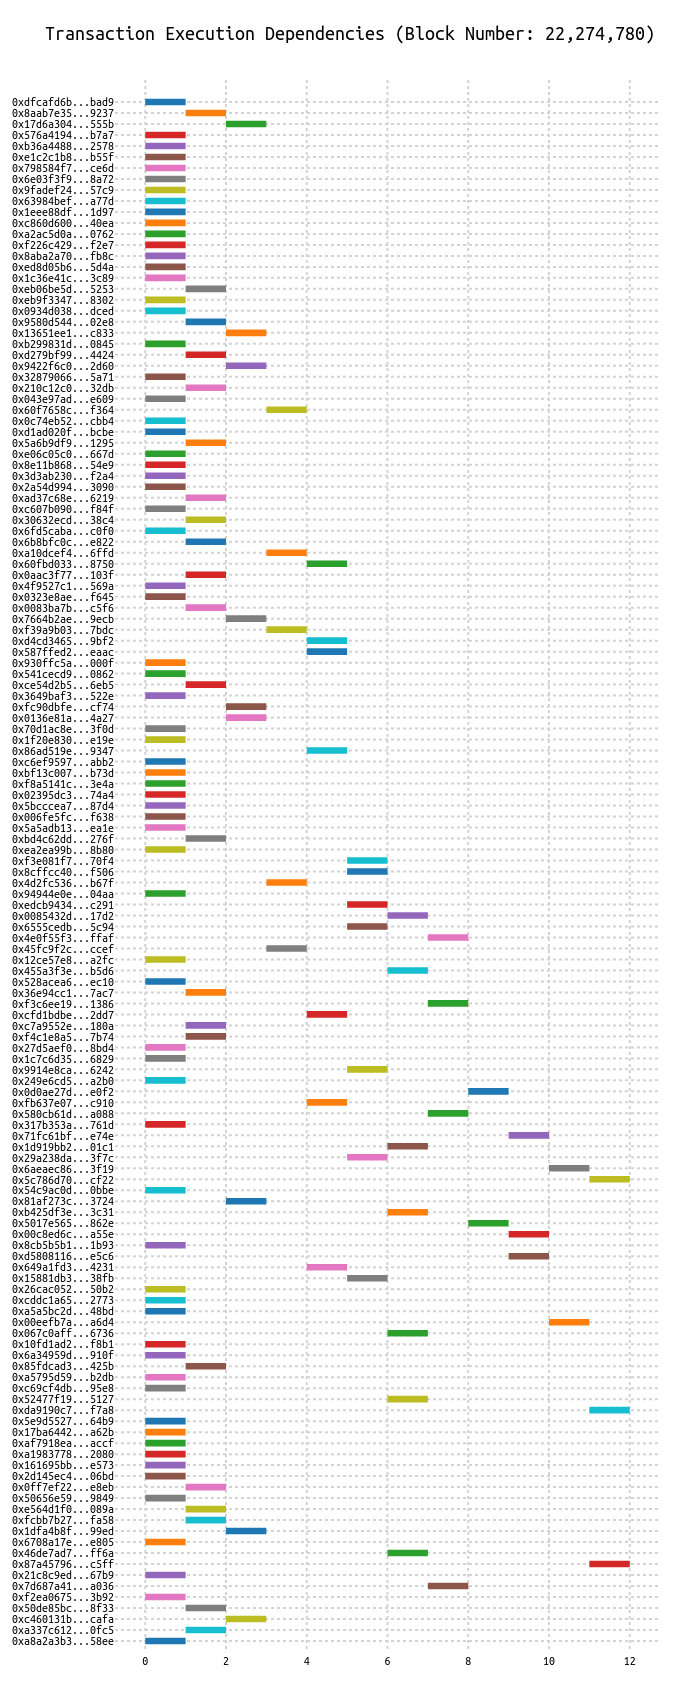 Transaction Execution Dependencies (Block Number: 22,274,780)
0xdfcafd6b...bad9
0x8aab7e35...9237
0x17d6a304...555b
0x576a4194...b7a7
0xb36a4488...2578
0xe1c2c1b8...b55f
0x798584f7...ce6d
0x6e03f3f9...8a72
0x9fadef24...57c9
0x63984bef...a77d
0x1eee88df...1d97
0xc860d600...40ea
0xa2ac5d0a...0762
0xf226c429...f2e7
0x8aba2a70...fb8c
0xed8d05b6...5d4a
0x1c36e41c...3c89
0xeb06be5d...5253
0xeb9f3347...8302
0x0934d038...dced
0x9580d544...02e8
0x13651ee1...c833
0xb299831d...0845
0xd279bf99...4424
0x9422f6c0...2d60
0x32879066...5a71
0x210c12c0...32db
0x043e97ad...e609
0x60f7658c...f364
0x0c74eb52...cbb4
0xd1ad020f...bcbe
0x5a6b9df9...1295
0xe06c05c0...667d
0x8e11b868...54e9
0x3d3ab230...f2a4
0x2a54d994...3090
0xad37c68e...6219
0xc607b090...f84f
0x30632ecd...38c4
0x6fd5caba...c0f0
0x6b8bfc0c...e822
0xa10dcef4...6ffd
0x60fbd033...8750
0x0aac3f77...103f
0x4f9527c1...569a
0x0323e8ae...f645
0x0083ba7b...c5f6
0x7664b2ae...9ecb
0xf39a9b03...7bdc
0xd4cd3465...9bf2
0x587ffed2...eaac
0x930ffc5a...000f
0x541cecd9...0862
0xce54d2b5...6eb5
0x3649baf3...522e
0xfc90dbfe...cf74
0x0136e81a...4a27
0x70d1ac8e...3f0d
0x1f20e830...e19e
0x86ad519e...9347
0xc6ef9597...abb2
0xbf13c007...b73d
0xf8a5141c...3e4a
0x02395dc3...74a4
0x5bcccea7...87d4
0x006fe5fc...f638
0x5a5adb13...ea1e
0xbd4c62dd...276f
0xea2ea99b...8b80
0xf3e081f7...70f4
0x8cffcc40...f506
0x4d2fc536...b67f
0x94944e0e...04aa
0xedcb9434...c291
0x0085432d...17d2
0x6555cedb...5c94
0x4e0f55f3...ffaf
0x45fc9f2c...ccef
0x12ce57e8...a2fc
0x455a3f3e...b5d6
0x528acea6...ec10
0x36e94cc1...7ac7
0xf3c6ee19...1386
0xcfd1bdbe...2dd7
0xc7a9552e...180a
0xf4c1e8a5...7b74
0x27d5aef0...8bd4
0x1c7c6d35...6829
0x9914e8ca...6242
0x249e6cd5...a2b0
0x0d0ae27d...e0f2
0xfb637e07...c910
0x580cb61d...a088
0x317b353a...761d
0x71fc61bf...e74e
0x1d919bb2...01c1
0x29a238da...3f7c
0x6aeaec86...3f19
0x5c786d70...cf22
0x54c9ac0d...0bbe
0x81af273c...3724
0xb425df3e...3c31
0x5017e565...862e
0x00c8ed6c...a55e
0x8cb5b5b1...1b93
0xd5808116...e5c6
0x649a1fd3...4231
0x15881db3...38fb
0x26cac052...50b2
0xcddc1a65...2773
0xa5a5bc2d...48bd
0x00eefb7a...a6d4
0x067c0aff...6736
0x10fd1ad2...f8b1
0x6a34959d...910f
0x85fdcad3...425b
0xa5795d59...b2db
0xc69cf4db...95e8
0x52477f19...5127
0xda9190c7...f7a8
0x5e9d5527...64b9
0x17ba6442...a62b
0xaf7918ea...accf
0xa1983778...2080
0x161695bb...e573
0x2d145ec4...06bd
0x0ff7ef22...e8eb
0x50656e59...9849
0xe564d1f0...089a
0xfcbb7b27...fa58
0x1dfa4b8f...99ed
0x6708a17e...e805
0x46de7ad7...ff6a
0x87a45796...c5ff
0x21c8c9ed...67b9
0x7d687a41...a036
0xf2ea0675...3b92
0x50de85bc...8f33
0xc460131b...cafa
0xa337c612...0fc5
0xa8a2a3b3...58ee
0 2 4 6 8 10 12